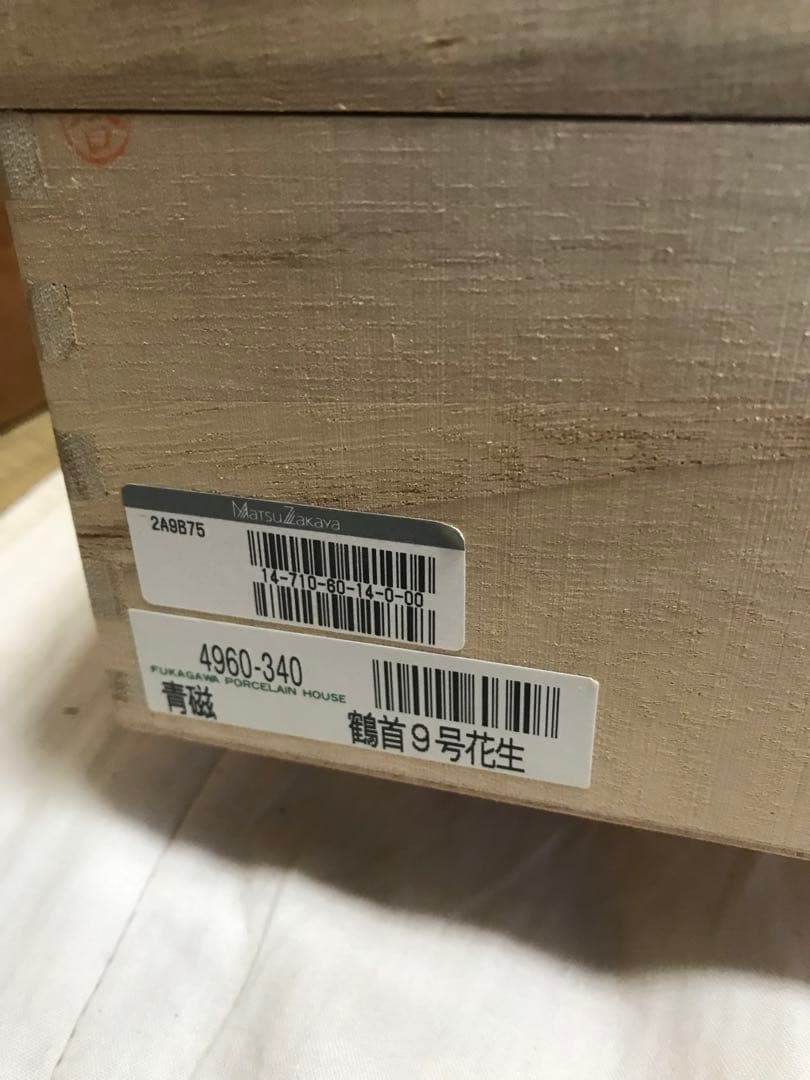 MatsuZakaya
2A9B75
14-710-60-14-0-00
4960-340
FUKAGAWA PORCELAIN HOUSE
青磁
鶴首9号花生